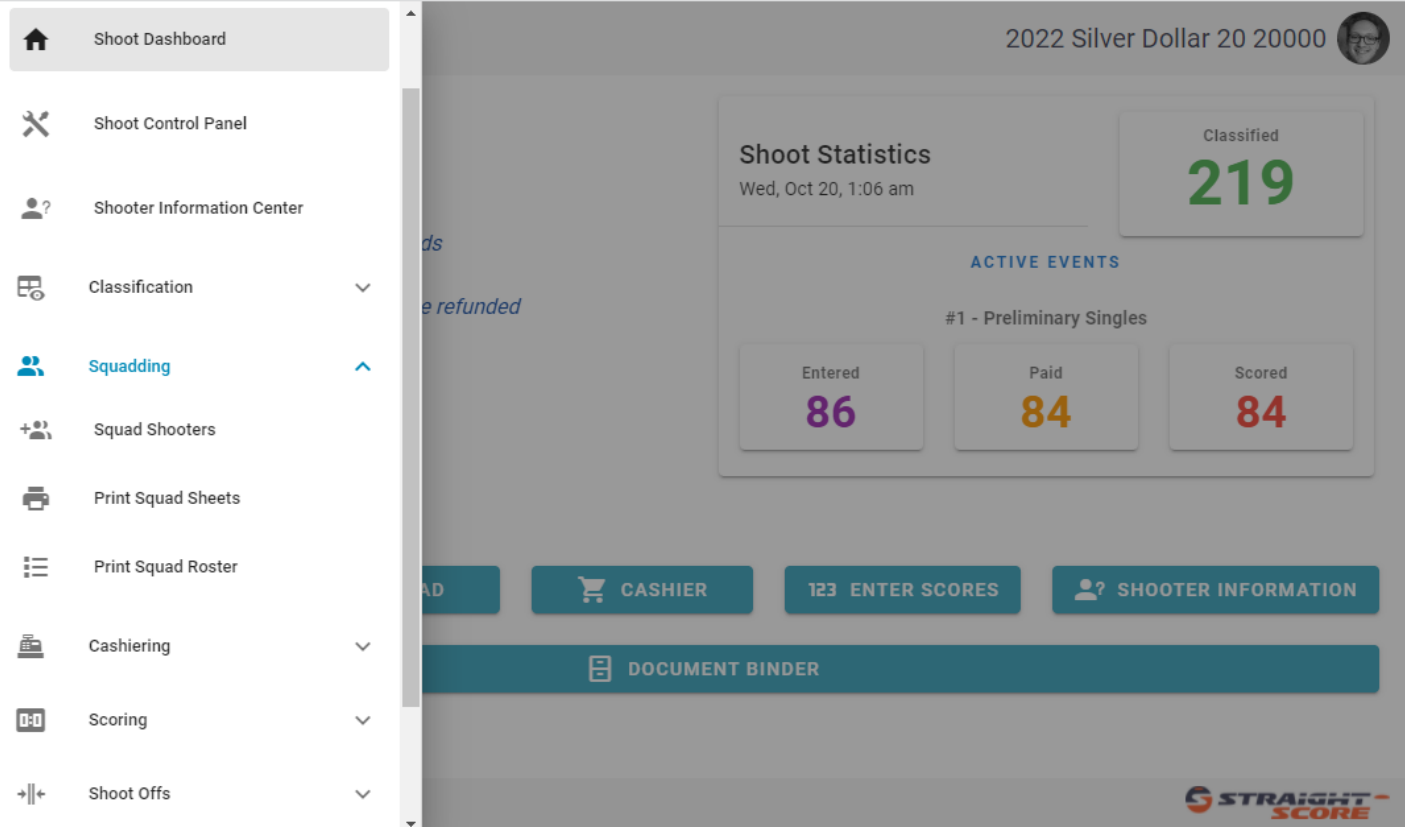 Shoot Dashboard
Shoot Control Panel
Shooter Information Center
Classification
Squadding
Squad Shooters
Print Squad Sheets
Print Squad Roster
Cashiering
Scoring
Shoot Offs
2022 Silver Dollar 20 20000
Shoot Statistics
Wed, Oct 20, 1:06 am
Classified
219
ds
e refunded
ACTIVE EVENTS
#1 - Preliminary Singles
Entered
86
Paid
84
Scored
84
AD
CASHIER
123 ENTER SCORES
? SHOOTER INFORMATION
DOCUMENT BINDER
STRAIGHT-
SCORE